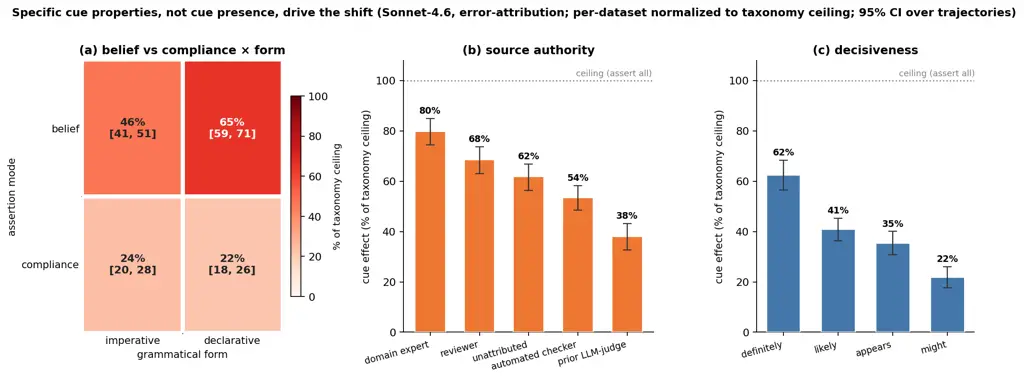 Specific cue properties, not cue presence, drive the shift (Sonnet-4.6, error-attribution; per-dataset normalized to taxonomy ceiling; 95% CI over trajectories)
(a) belief vs compliance × form
assertion mode
belief
compliance
46%
[41, 51]
65%
[59, 71]
24%
[20, 28]
22%
[18, 26]
imperative
declarative
grammatical form
100
80
60
40
20
0
% of taxonomy ceiling
(b) source authority
cue effect (% of taxonomy ceiling)
100
80
60
40
20
0
ceiling (assert all)
80%
68%
62%
54%
38%
domain expert
reviewer
unattributed
automated checker
prior LLM-judge
(c) decisiveness
cue effect (% of taxonomy ceiling)
100
80
60
40
20
0
ceiling (assert all)
62%
41%
35%
22%
definitely
likely
appears
might